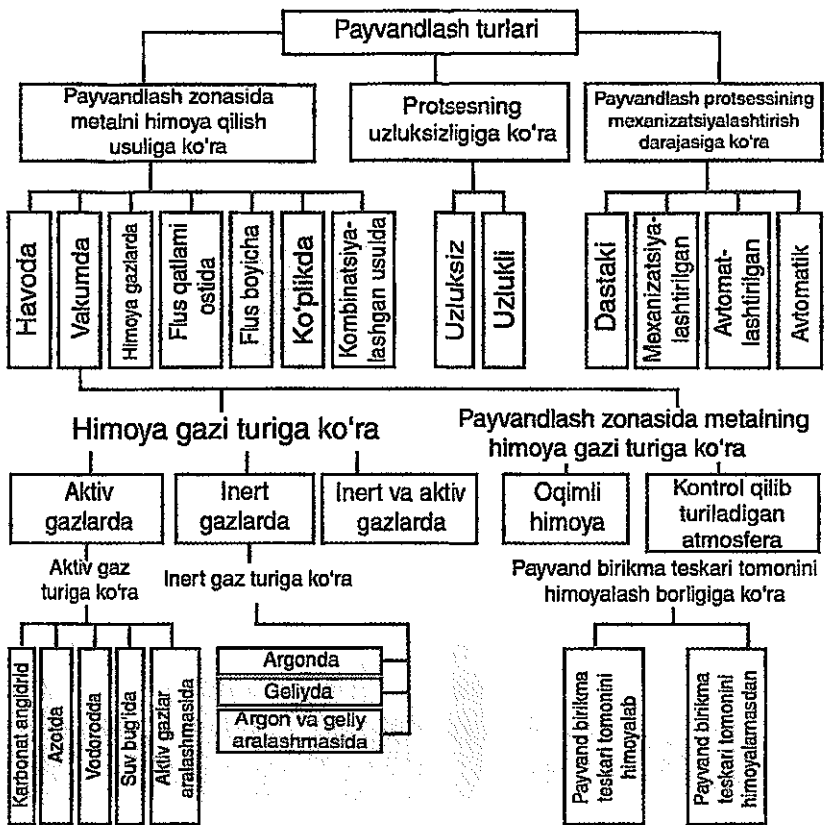 Payvandlash turlari
Payvandlash zonasida
metalni himoya qilish
usuliga ko‘ra
Protsesning
uzluksizligiga ko‘ra
Payvandlash protsessining
mexanizatsiyalashtirish
darajasiga ko‘ra
Havoda
Vakumda
Himoya gazlarda
Flus qatlami
ostida
Flus boyicha
Ko‘plikda
Kombinatsiya-
lashgan usulda
Uzluksiz
Uzlukli
Dastaki
Mexanizatsiya-
lashtirilgan
Avtomat-
lashtirilgan
Avtomatik
Himoya gazi turiga ko‘ra
Payvandlash zonasida metalning
himoya gazi turiga ko‘ra
Aktiv
gazlarda
Inert
gazlarda
Inert va aktiv
gazlarda
Oqimli
himoya
Kontrol qilib
turiladigan
atmosfera
Aktiv gaz
turiga ko‘ra
Inert gaz turiga ko‘ra
Payvand birikma teskari tomonini
himoyalash borligiga ko‘ra
Karbonat angidrid
Azotda
Vodorodda
Suv bug‘ida
Aktiv gazlar
aralashmasida
Argonda
Geliyda
Argon va geliy
aralashmasida
Payvand birikma
teskari tomonini
himoyalab
Payvand birikma
teskari tomonini
himoyalamasdan